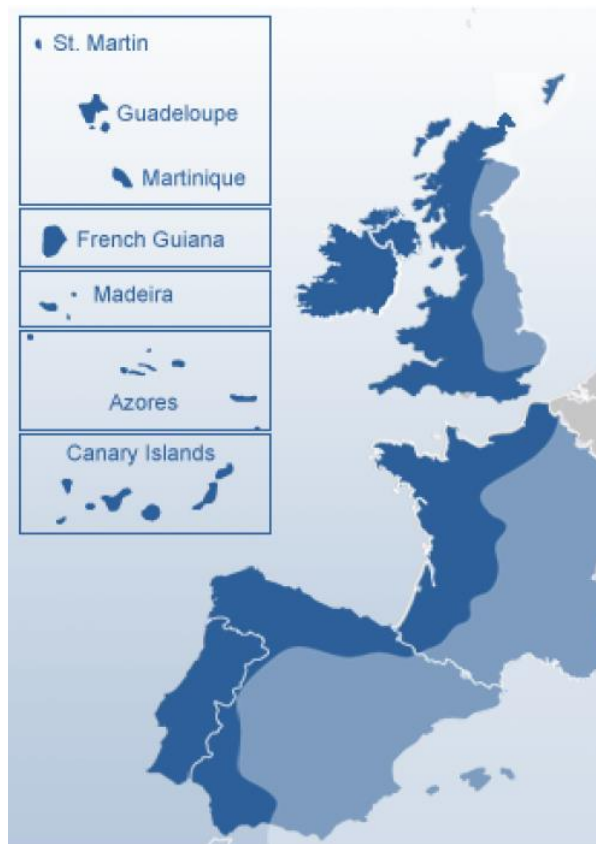 St. Martin
Guadeloupe
Martinique
French Guiana
Madeira
Azores
Canary Islands